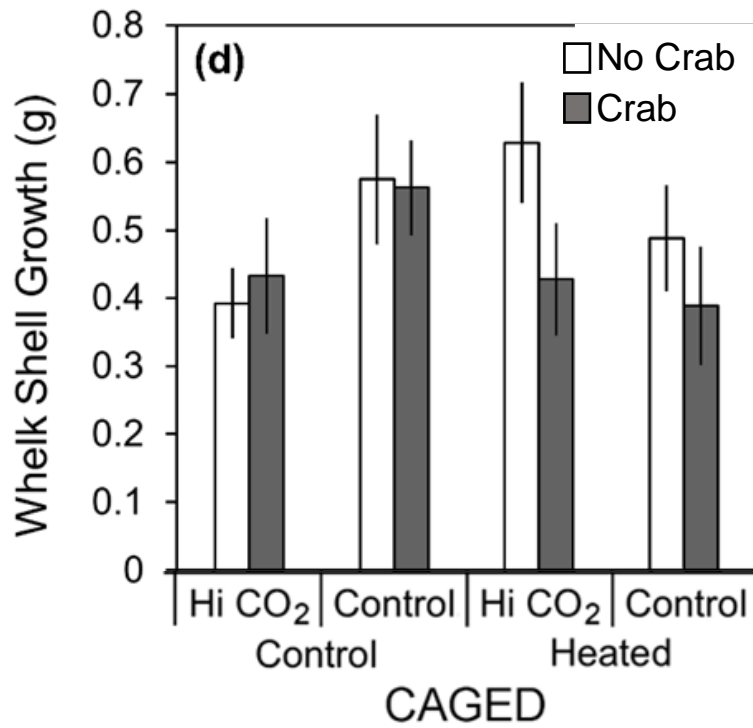 (d)
No Crab
Crab
Whelk Shell Growth (g)
0.8
0.7
0.6
0.5
0.4
0.3
0.2
0.1
0
Hi CO₂ Control Hi CO₂ Control
Control Heated
CAGED